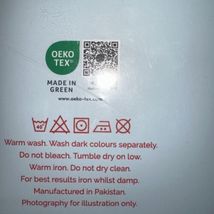 OEKO
TEX®
MADE IN
GREEN
www.oeko-tex.com
40°
Warm wash. Wash dark colours separately.
Do not bleach. Tumble dry on low.
Warm iron. Do not dry clean.
For best results iron whilst damp.
Manufactured in Pakistan.
Photography for illustration only.